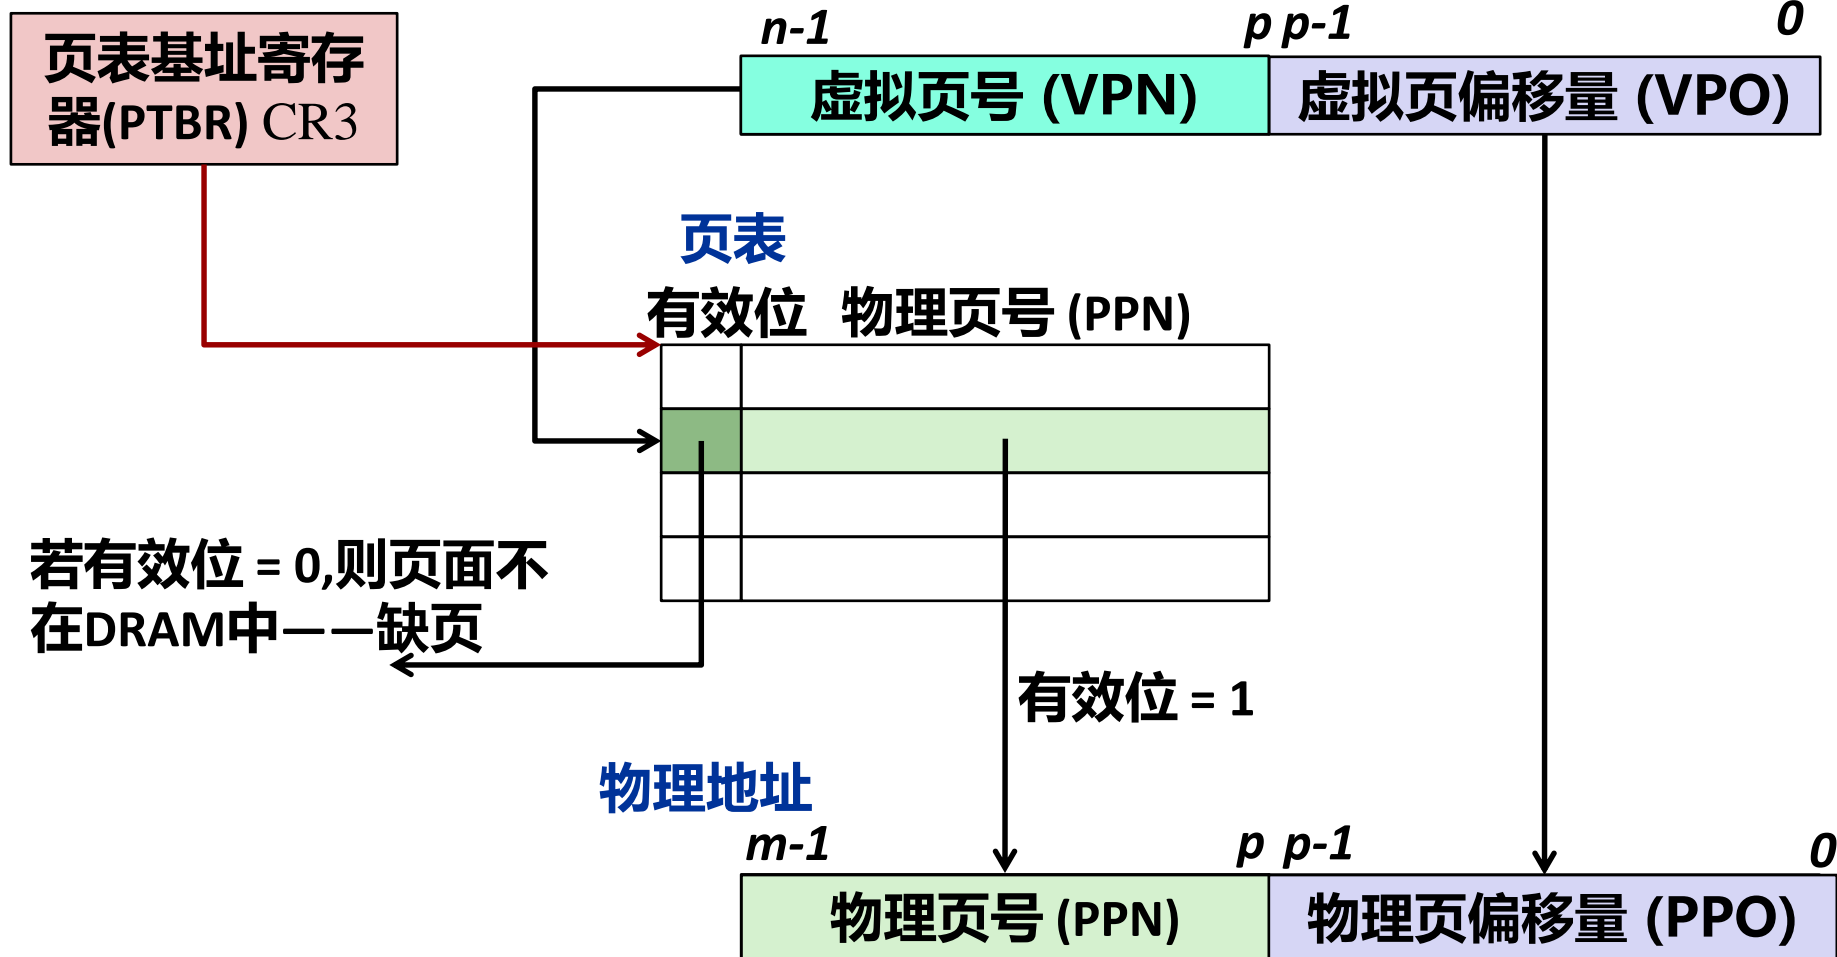 n-1 p p-1 0
页表基址寄存
器(PTBR) CR3
虚拟页号 (VPN) 虚拟页偏移量 (VPO)
页表
有效位 物理页号 (PPN)
若有效位 = 0,则页面不
在DRAM中——缺页
有效位 = 1
物理地址
m-1 p p-1 0
物理页号 (PPN) 物理页偏移量 (PPO)